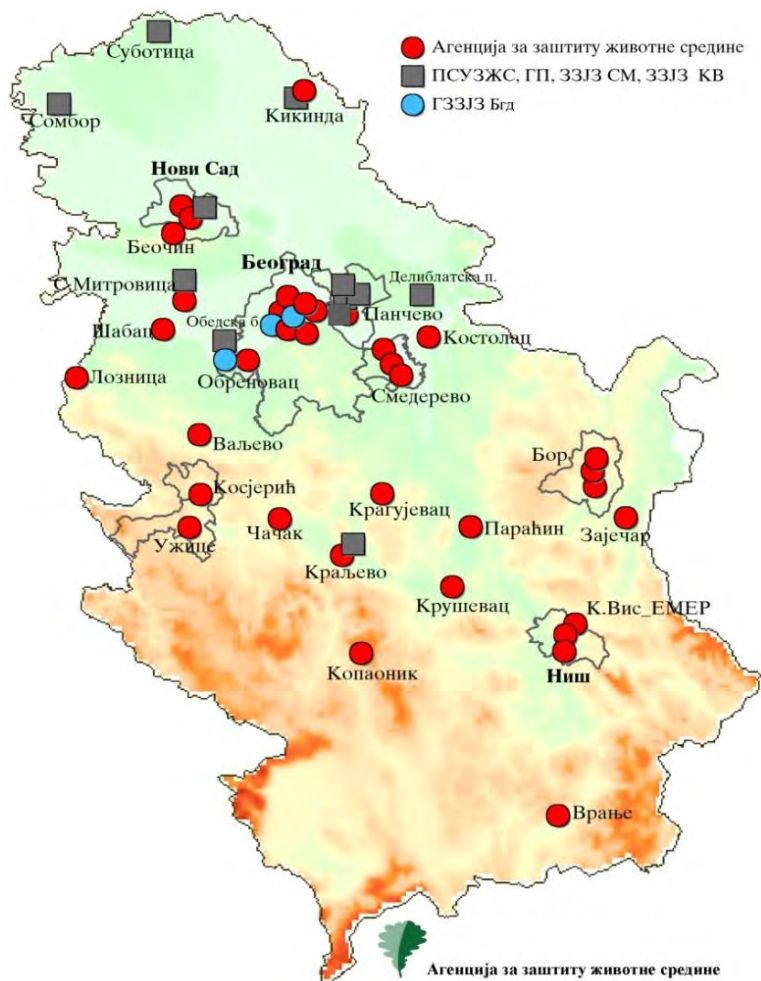 Суботица
Агенција за заштиту животне средине
ПСУЗЖС, ГП, ЗЗЈЗ СМ, ЗЗЈЗ КВ
ГЗЗЈЗ Бгд
Сомбор
Кикинда
Нови Сад
Беочин
Београд
С.Митровица
Делиблатска п.
Обедска б
Панчево
Шабац
Костолац
Лозница
Обреновац
Смедерево
Ваљево
Бор
Косјерић
Крагујевац
Ужице
Чачак
Параћин
Зајечар
Краљево
Крушевац
К.Вис_ЕМЕР
Копаоник
Ниш
Врање
Агенција за заштиту животне средине